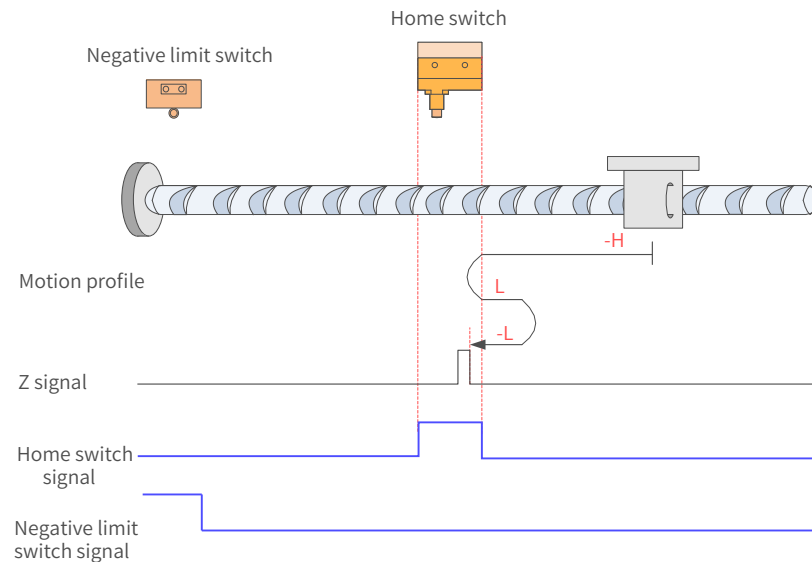 Home switch
Negative limit switch
-H
Motion profile
L
-L
Z signal
Home switch
signal
Negative limit
switch signal